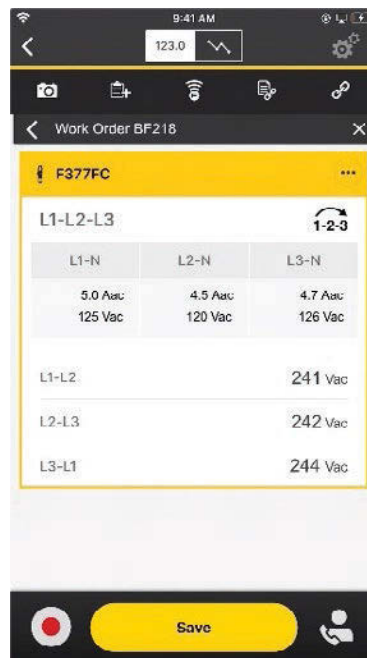 9:41 AM
123.0
Work Order BF218
F377FC
L1-L2-L3
1-2-3
L1-N L2-N L3-N
5.0 Aac 4.5 Aac 4.7 Aac
125 Vac 120 Vac 126 Vac
L1-L2 241 Vac
L2-L3 242 Vac
L3-L1 244 Vac
Save